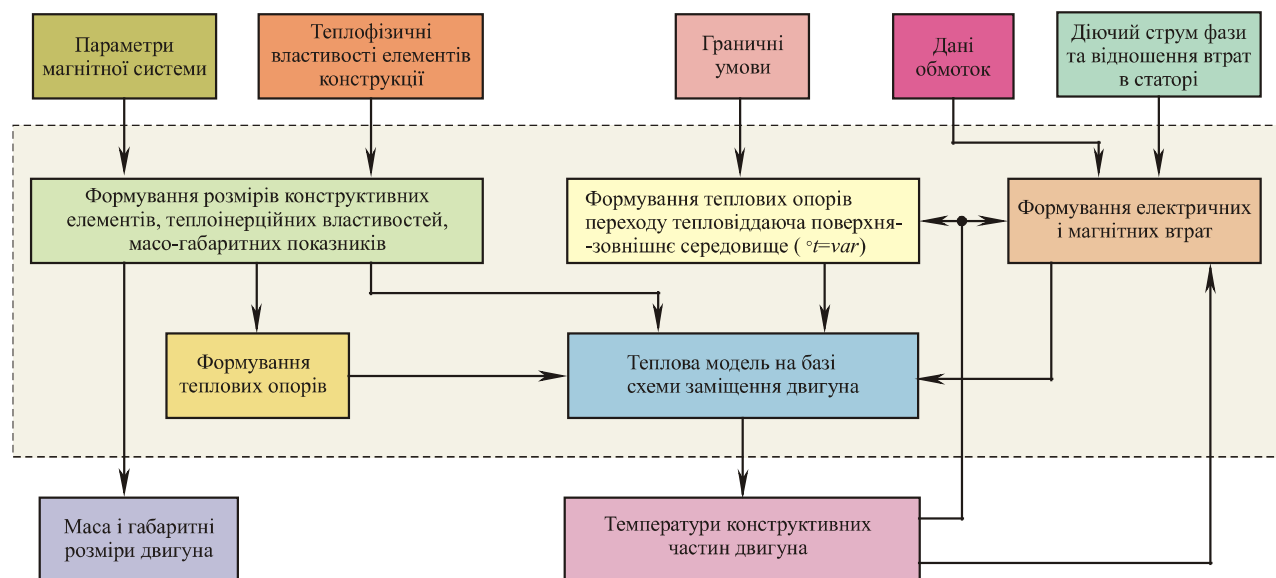 Параметри
магнітної системи
Теплофізичні
властивості елементів
конструкції
Граничні
умови
Дані
обмоток
Діючий струм фази
та відношення втрат
в статорі
Формування розмірів конструктивних
елементів, теплоінерційних властивостей,
масо-габаритних показників
Формування теплових опорів
переходу тепловіддаюча поверхня-
-зовнішнє середовище ( °t=var)
Формування електричних
і магнітних втрат
Формування
теплових опорів
Теплова модель на базі
схеми заміщення двигуна
Маса і габаритні
розміри двигуна
Температури конструктивних
частин двигуна